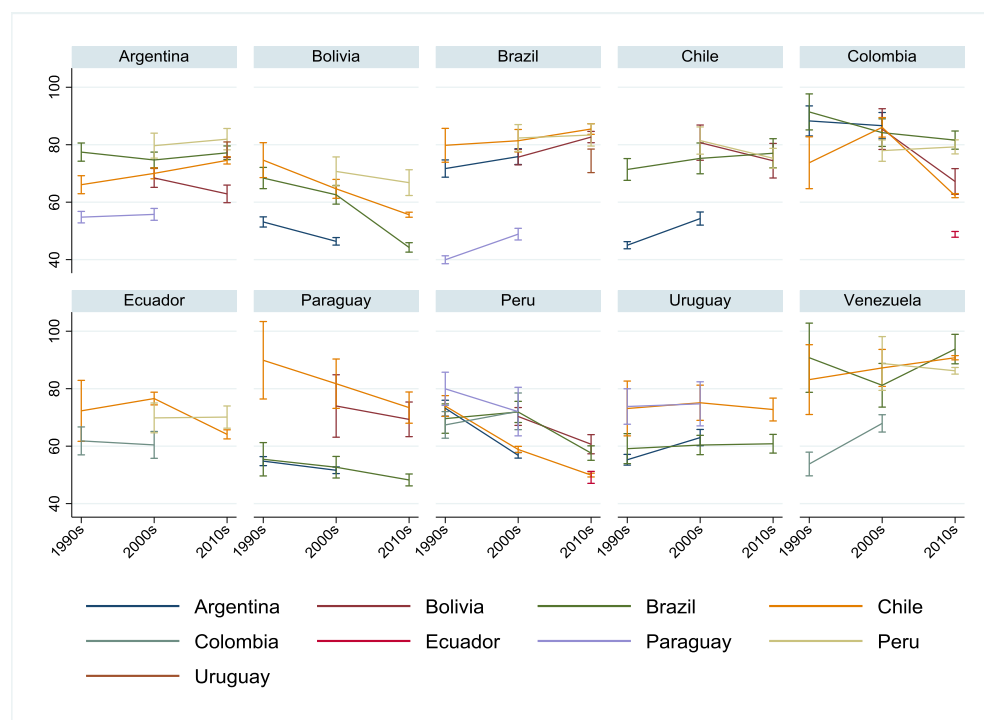 Argentina Bolivia Brazil Chile Colombia
100
80
60
40
Ecuador Paraguay Peru Uruguay Venezuela
100
80
60
40
1990s 2000s 2010s 1990s 2000s 2010s 1990s 2000s 2010s 1990s 2000s 2010s 1990s 2000s 2010s
Argentina Bolivia Brazil Chile
Colombia Ecuador Paraguay Peru
Uruguay